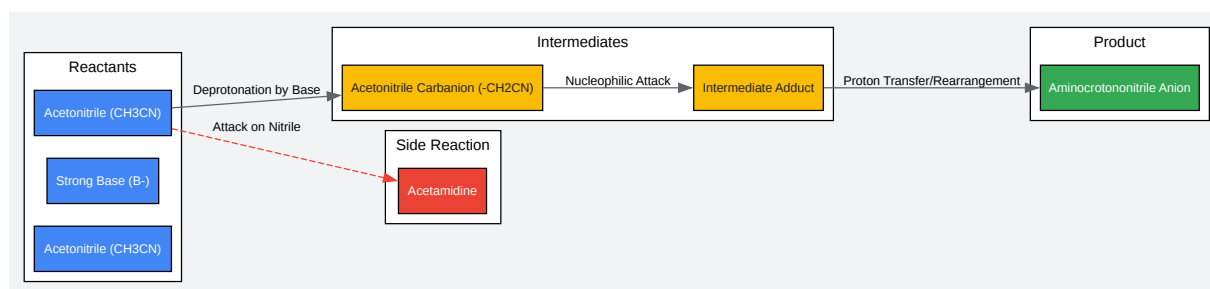 Reactants
Acetonitrile (CH3CN)
Strong Base (B-)
Acetonitrile (CH3CN)
Deprotonation by Base
Attack on Nitrile
Intermediates
Acetonitrile Carbanion (-CH2CN)
Nucleophilic Attack
Intermediate Adduct
Side Reaction
Acetamidine
Proton Transfer/Rearrangement
Product
Aminocrotononitrile Anion